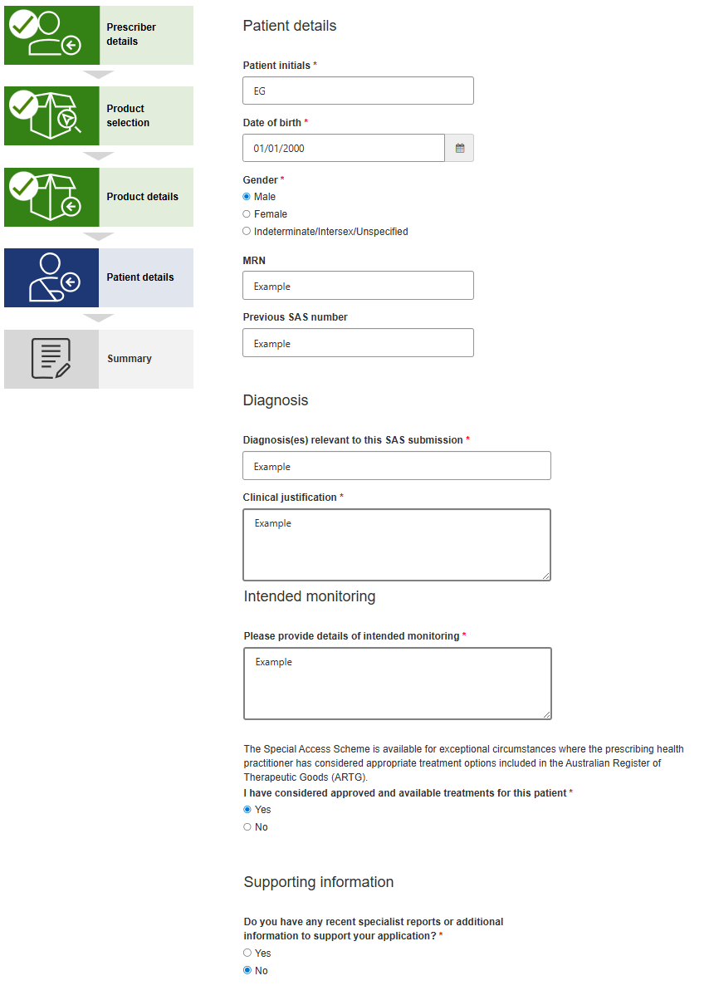 Prescriber
details
Product
selection
Product details
Patient details
Summary
Patient details
Patient initials *
EG
Date of birth *
01/01/2000
Gender *
Male
Female
Indeterminate/Intersex/Unspecified
MRN
Example
Previous SAS number
Example
Diagnosis
Diagnosis(es) relevant to this SAS submission *
Example
Clinical justification *
Example
Intended monitoring
Please provide details of intended monitoring *
Example
The Special Access Scheme is available for exceptional circumstances where the prescribing health
practitioner has considered appropriate treatment options included in the Australian Register of
Therapeutic Goods (ARTG).
I have considered approved and available treatments for this patient *
Yes
No
Supporting information
Do you have any recent specialist reports or additional
information to support your application? *
Yes
No